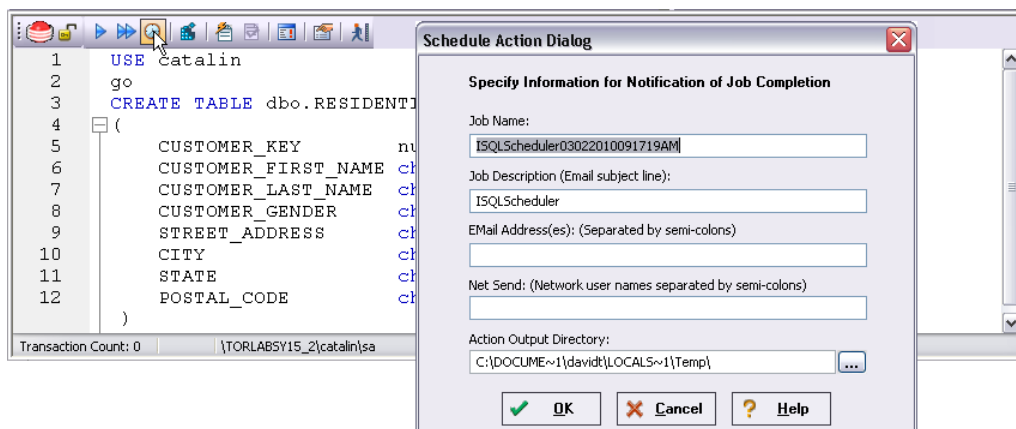 1 USE catalin
2 go
3 CREATE TABLE dbo.RESIDENTI
4 (
5 CUSTOMER_KEY nu
6 CUSTOMER_FIRST_NAME ch
7 CUSTOMER_LAST_NAME ch
8 CUSTOMER_GENDER ch
9 STREET_ADDRESS ch
10 CITY ch
11 STATE ch
12 POSTAL_CODE ch
)
Transaction Count: 0 \TORLABSY15_2\catalin\sa
Schedule Action Dialog
Specify Information for Notification of Job Completion
Job Name:
ISQLScheduler03022010091719AM
Job Description (Email subject line):
ISQLScheduler
EMail Address(es): (Separated by semi-colons)
Net Send: (Network user names separated by semi-colons)
Action Output Directory:
C:\DOCUME~1\davidt\LOCALS~1\Temp\ ...
OK Cancel Help